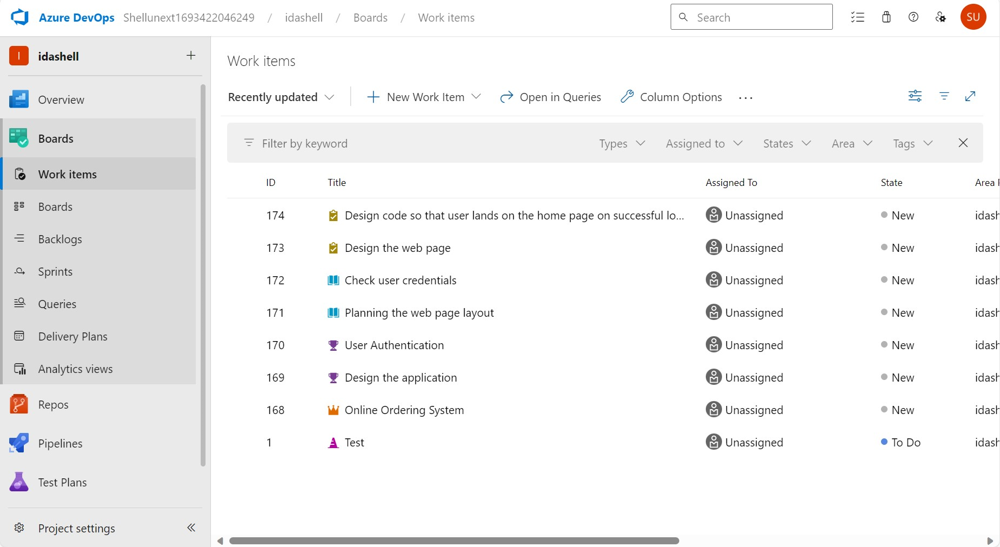 Azure DevOps Shellunext1693422046249 / idashell / Boards / Work items
Search
SU
I idashell
Overview
Boards
Work items
Boards
Backlogs
Sprints
Queries
Delivery Plans
Analytics views
Repos
Pipelines
Test Plans
Project settings
Work items
Recently updated New Work Item Open in Queries Column Options ...
Filter by keyword Types Assigned to States Area Tags
ID Title Assigned To State Area
174 Design code so that user lands on the home page on successful lo... Unassigned New idash
173 Design the web page Unassigned New idash
172 Check user credentials Unassigned New idash
171 Planning the web page layout Unassigned New idash
170 User Authentication Unassigned New idash
169 Design the application Unassigned New idash
168 Online Ordering System Unassigned New idash
1 Test Unassigned To Do idash